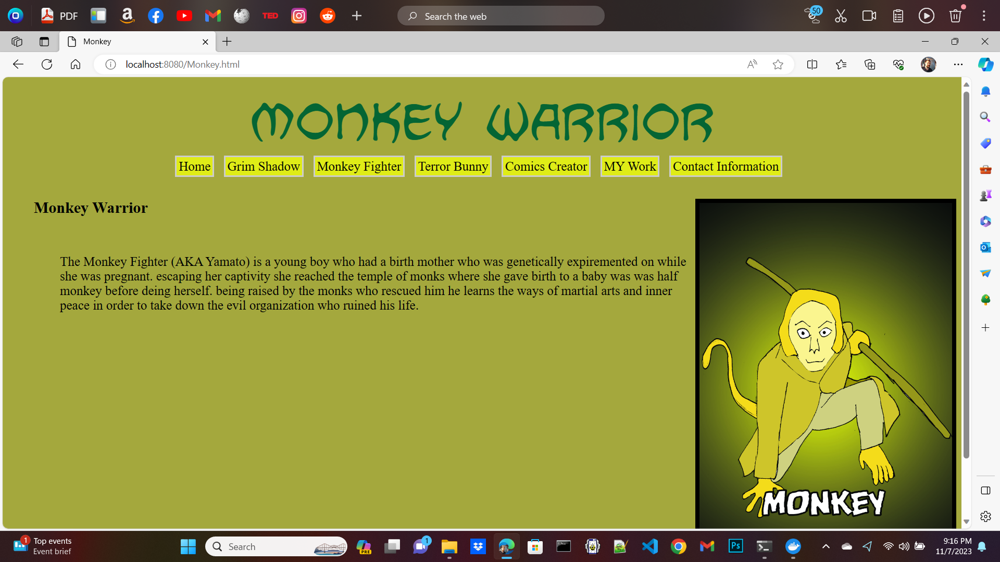 PDF
TED
Search the web
50
Monkey
localhost:8080/Monkey.html
MONKEY WARRIOR
Home Grim Shadow Monkey Fighter Terror Bunny Comics Creator MY Work Contact Information
Monkey Warrior
The Monkey Fighter (AKA Yamato) is a young boy who had a birth mother who was genetically expiremented on while
she was pregnant. escaping her captivity she reached the temple of monks where she gave birth to a baby was was half
monkey before deing herself. being raised by the monks who rescued him he learns the ways of martial arts and inner
peace in order to take down the evil organization who ruined his life.
MONKEY
1
Top events
Event brief
Search
PRE
1
Ps
9:16 PM
11/7/2023